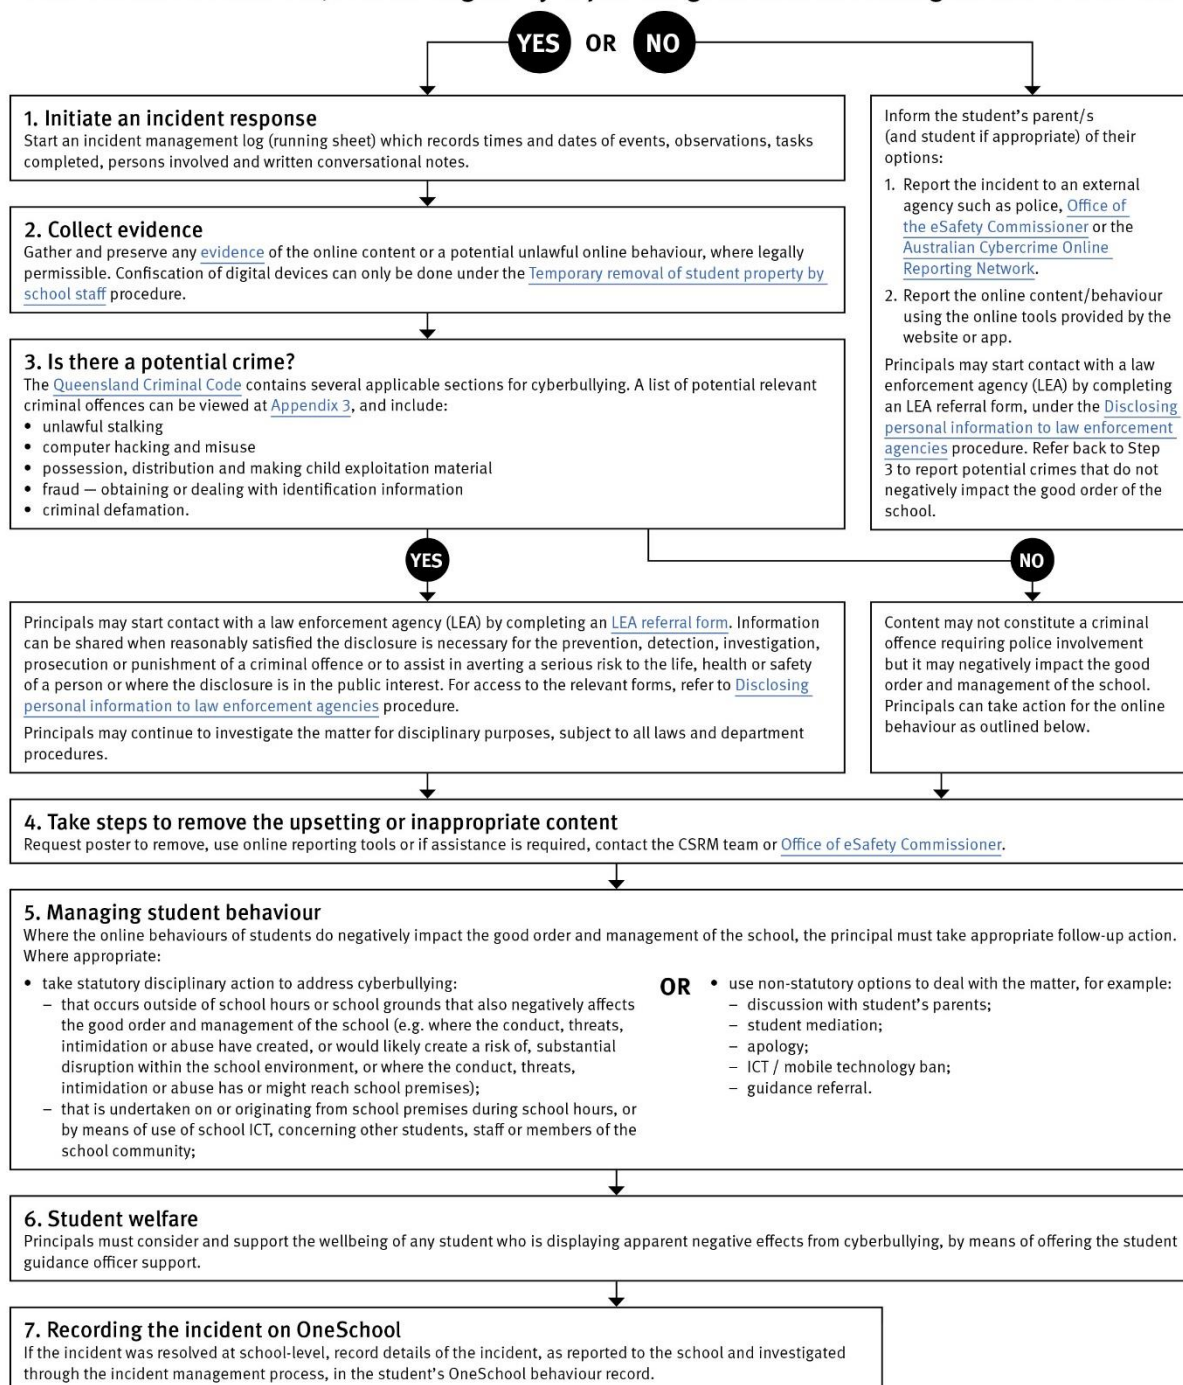 YES OR NO
1. Initiate an incident response
Start an incident management log (running sheet) which records times and dates of events, observations, tasks
completed, persons involved and written conversational notes.
2. Collect evidence
Gather and preserve any evidence of the online content or a potential unlawful online behaviour, where legally
permissible. Confiscation of digital devices can only be done under the Temporary removal of student property by
school staff procedure.
3. Is there a potential crime?
The Queensland Criminal Code contains several applicable sections for cyberbullying. A list of potential relevant
criminal offences can be viewed at Appendix 3, and include:
• unlawful stalking
• computer hacking and misuse
• possession, distribution and making child exploitation material
• fraud — obtaining or dealing with identification information
• criminal defamation.
Inform the student's parent/s
(and student if appropriate) of their
options:
1. Report the incident to an external
agency such as police, Office of
the eSafety Commissioner or the
Australian Cybercrime Online
Reporting Network.
2. Report the online content/behaviour
using the online tools provided by the
website or app.
Principals may start contact with a law
enforcement agency (LEA) by completing
an LEA referral form, under the Disclosing
personal information to law enforcement
agencies procedure. Refer back to Step
3 to report potential crimes that do not
negatively impact the good order of the
school.
YES
NO
Principals may start contact with a law enforcement agency (LEA) by completing an LEA referral form. Information
can be shared when reasonably satisfied the disclosure is necessary for the prevention, detection, investigation,
prosecution or punishment of a criminal offence or to assist in averting a serious risk to the life, health or safety
of a person or where the disclosure is in the public interest. For access to the relevant forms, refer to Disclosing
personal information to law enforcement agencies procedure.
Principals may continue to investigate the matter for disciplinary purposes, subject to all laws and department
procedures.
Content may not constitute a criminal
offence requiring police involvement
but it may negatively impact the good
order and management of the school.
Principals can take action for the online
behaviour as outlined below.
4. Take steps to remove the upsetting or inappropriate content
Request poster to remove, use online reporting tools or if assistance is required, contact the CSRM team or Office of eSafety Commissioner.
5. Managing student behaviour
Where the online behaviours of students do negatively impact the good order and management of the school, the principal must take appropriate follow-up action.
Where appropriate:
• take statutory disciplinary action to address cyberbullying:
– that occurs outside of school hours or school grounds that also negatively affects
the good order and management of the school (e.g. where the conduct, threats,
intimidation or abuse have created, or would likely create a risk of, substantial
disruption within the school environment, or where the conduct, threats,
intimidation or abuse has or might reach school premises);
– that is undertaken on or originating from school premises during school hours, or
by means of use of school ICT, concerning other students, staff or members of the
school community;
OR
• use non-statutory options to deal with the matter, for example:
– discussion with student's parents;
– student mediation;
– apology;
– ICT / mobile technology ban;
– guidance referral.
6. Student welfare
Principals must consider and support the wellbeing of any student who is displaying apparent negative effects from cyberbullying, by means of offering the student
guidance officer support.
7. Recording the incident on OneSchool
If the incident was resolved at school-level, record details of the incident, as reported to the school and investigated
through the incident management process, in the student's OneSchool behaviour record.